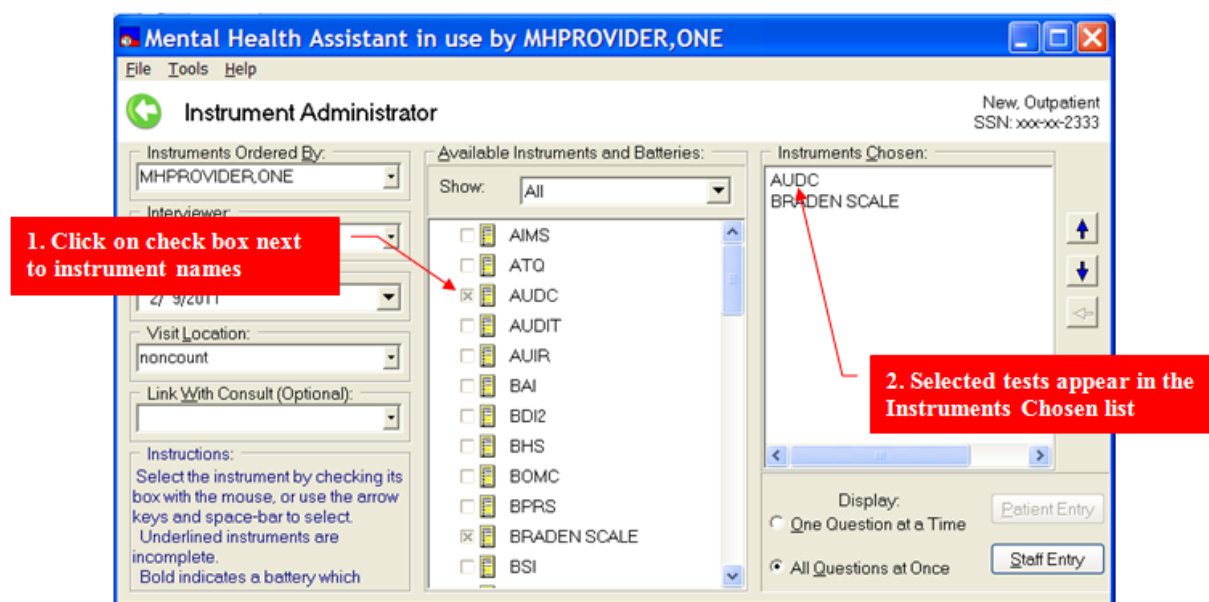 Mental Health Assistant in use by MHPROVIDER,ONE
File Tools Help
Instrument Administrator
New, Outpatient
SSN: xxx-xx-2333
Instruments Ordered By:
MHPROVIDER,ONE
Interviewer:
1. Click on check box next
to instrument names
2/ 9/2011
Visit Location:
noncount
Link With Consult (Optional):
Instructions:
Select the instrument by checking its
box with the mouse, or use the arrow
keys and space-bar to select.
Underlined instruments are
incomplete.
Bold indicates a battery which
Available Instruments and Batteries:
Show: All
AIMS
ATQ
AUDC
AUDIT
AUIR
BAI
BDI2
BHS
BOMC
BPRS
BRADEN SCALE
BSI
Instruments Chosen:
AUDC
BRADEN SCALE
2. Selected tests appear in the
Instruments Chosen list
Display:
One Question at a Time
All Questions at Once
Patient Entry
Staff Entry